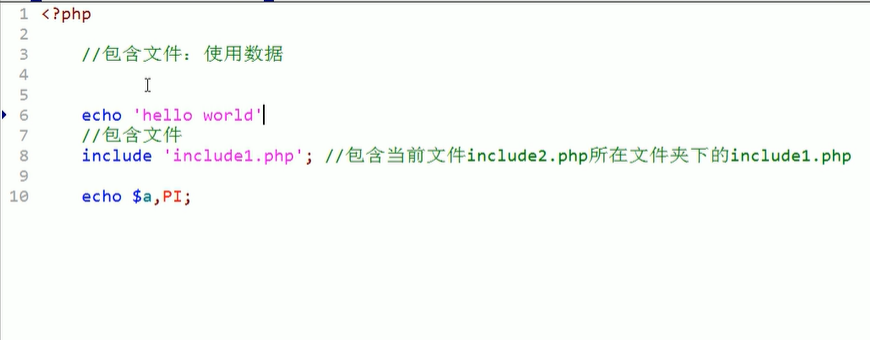 1 <?php
2
3 //包含文件：使用数据
4
5
6 echo 'hello world'
7 //包含文件
8 include 'include1.php'; //包含当前文件include2.php所在文件夹下的include1.php
9
10 echo $a,PI;